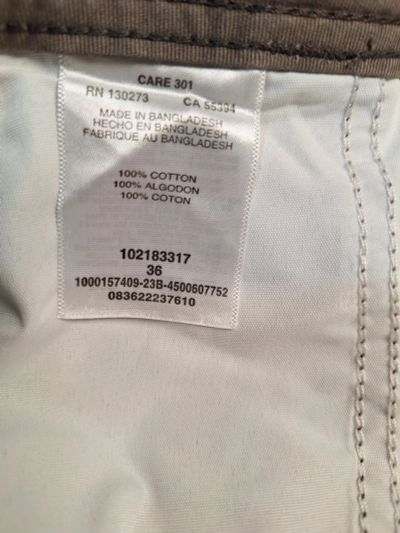 CARE 301
RN 130273 CA 55394
MADE IN BANGLADESH
HECHO EN BANGLADESH
FABRIQUE AU BANGLADESH
100% COTTON
100% ALGODON
100% COTON
102183317
36
1000157409-23B-4500607752
083622237610